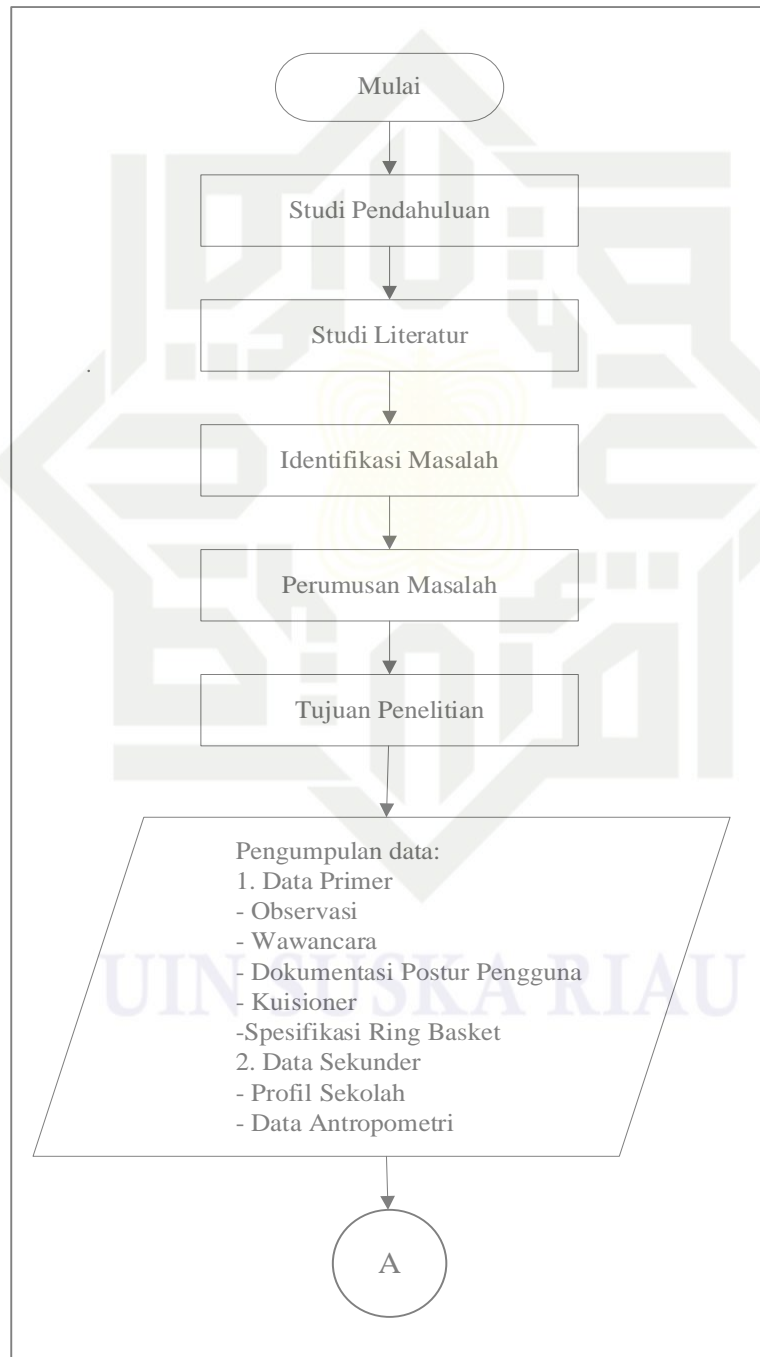 Mulai
Studi Pendahuluan
Studi Literatur
.
Identifikasi Masalah
Perumusan Masalah
Tujuan Penelitian
Pengumpulan data:
1. Data Primer
- Observasi
- Wawancara
- Dokumentasi Postur Pengguna
- Kuisioner
-Spesifikasi Ring Basket
2. Data Sekunder
- Profil Sekolah
- Data Antropometri
UIN SUSKA RIAU
A